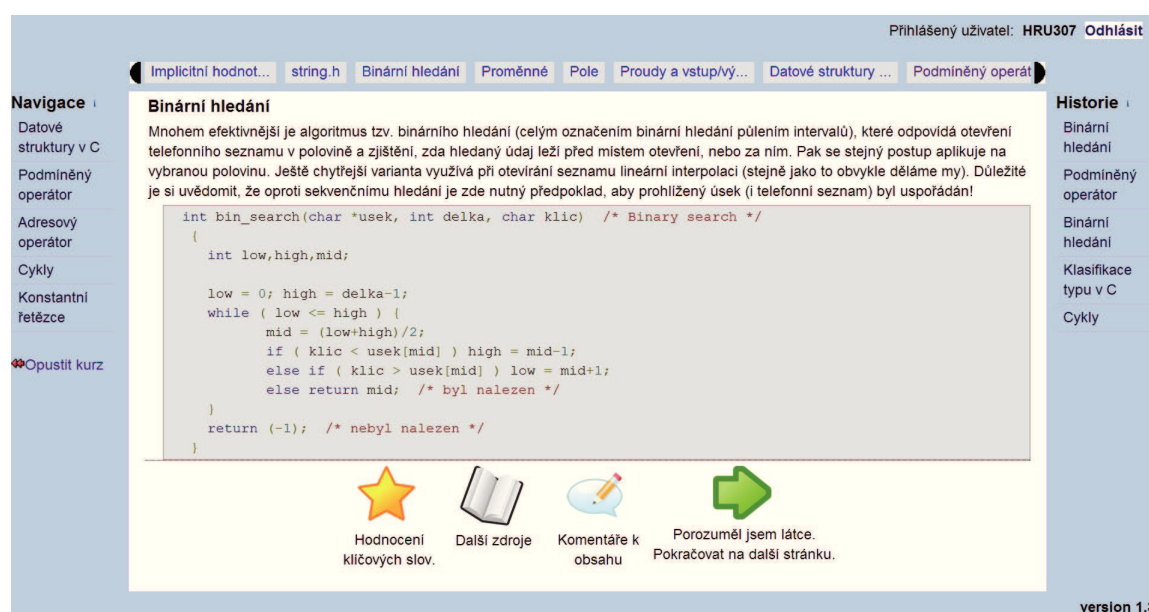 Přihlášený uživatel: HRU307 Odhlásit
Implicitní hodnot... string.h Binární hledání Proměnné Pole Proudy a vstup/vý... Datové struktury ... Podmíněný operát
Navigace i
Datové
struktury v C
Podmíněný
operátor
Adresový
operátor
Cykly
Konstantní
řetězce
Opustit kurz
Binární hledání
Mnohem efektivnější je algoritmus tzv. binárního hledání (celým označením binární hledání půlením intervalů), které odpovídá otevření
telefonního seznamu v polovině a zjištění, zda hledaný údaj leží před místem otevření, nebo za ním. Pak se stejný postup aplikuje na
vybranou polovinu. Ještě chytřejší varianta využívá při otevírání seznamu lineární interpolaci (stejně jako to obvykle děláme my). Důležité
je si uvědomit, že oproti sekvenčnímu hledání je zde nutný předpoklad, aby prohlížený úsek (i telefonní seznam) byl uspořádán!
int bin_search(char *usek, int delka, char klic) /* Binary search */
{
int low,high,mid;
low = 0; high = delka-1;
while ( low <= high ) {
mid = (low+high)/2;
if ( klic < usek[mid] ) high = mid-1;
else if ( klic > usek[mid] ) low = mid+1;
else return mid; /* byl nalezen */
}
return (-1); /* nebyl nalezen */
}
Hodnocení
klíčových slov.
Další zdroje
Komentáře k
obsahu
Porozuměl jsem látce.
Pokračovat na další stránku.
Historie i
Binární
hledání
Podmíněný
operátor
Binární
hledání
Klasifikace
typu v C
Cykly
version 1.